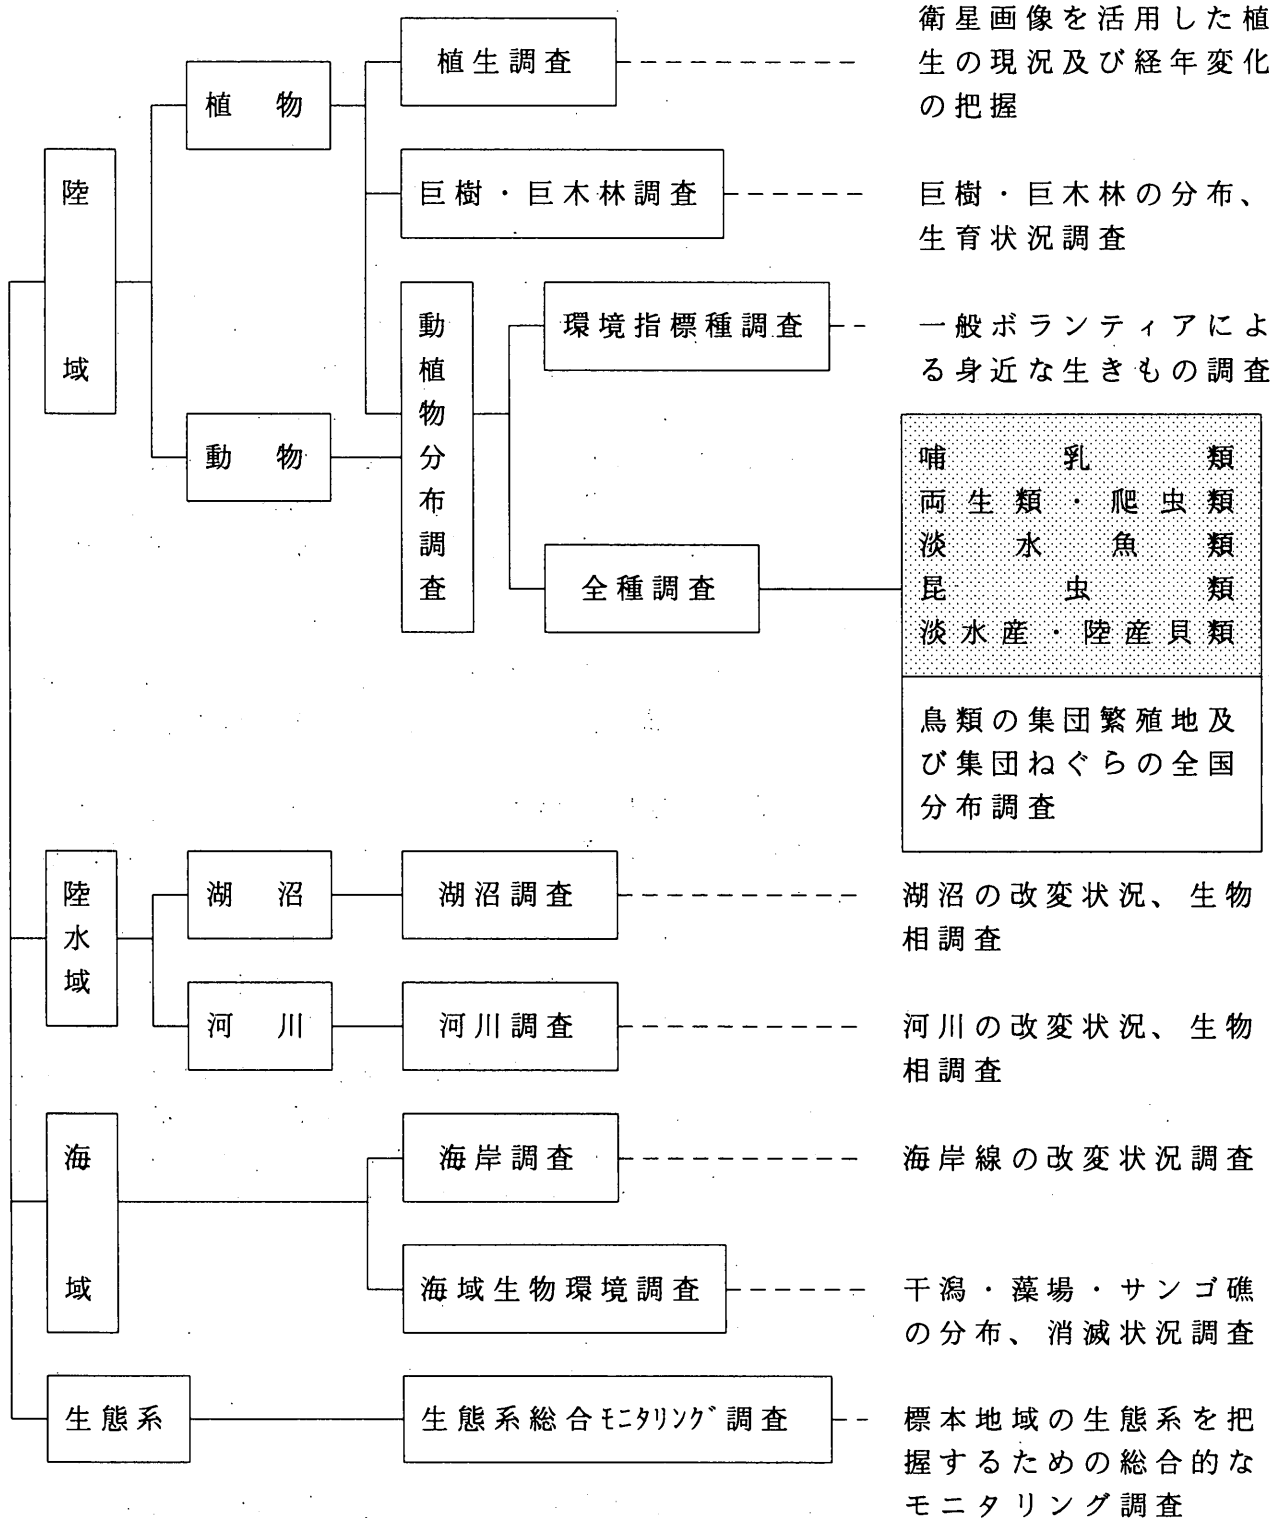 衛星画像を活用した植
生の現況及び経年変化
の把握
植生調査
植物
陸域
巨樹・巨木林調査
巨樹・巨木林の分布、
生育状況調査
動植物分布調査
環境指標種調査
一般ボランティアによ
る身近な生きもの調査
動物
哺乳類
両生類・爬虫類
淡水魚類
昆虫類
淡水産・陸産貝類
全種調査
鳥類の集団繁殖地及
び集団ねぐらの全国
分布調査
陸水域
湖沼
湖沼調査
湖沼の改変状況、生物
相調査
河川
河川調査
河川の改変状況、生物
相調査
海域
海岸調査
海岸線の改変状況調査
海域生物環境調査
干潟・藻場・サンゴ礁
の分布、消滅状況調査
生態系
生態系総合モニタリング調査
標本地域の生態系を把
握するための総合的な
モニタリング調査